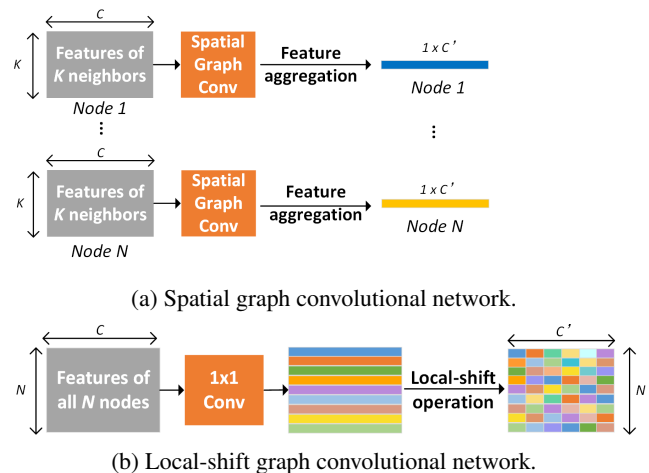 C
K
Features of
K neighbors
Node 1
Spatial
Graph
Conv
Feature
aggregation
1 x C'
Node 1
⋮
⋮
C
K
Features of
K neighbors
Node N
Spatial
Graph
Conv
Feature
aggregation
1 x C'
Node N
(a) Spatial graph convolutional network.
C
N
Features of
all N nodes
1x1
Conv
Local-shift
operation
C'
N
(b) Local-shift graph convolutional network.